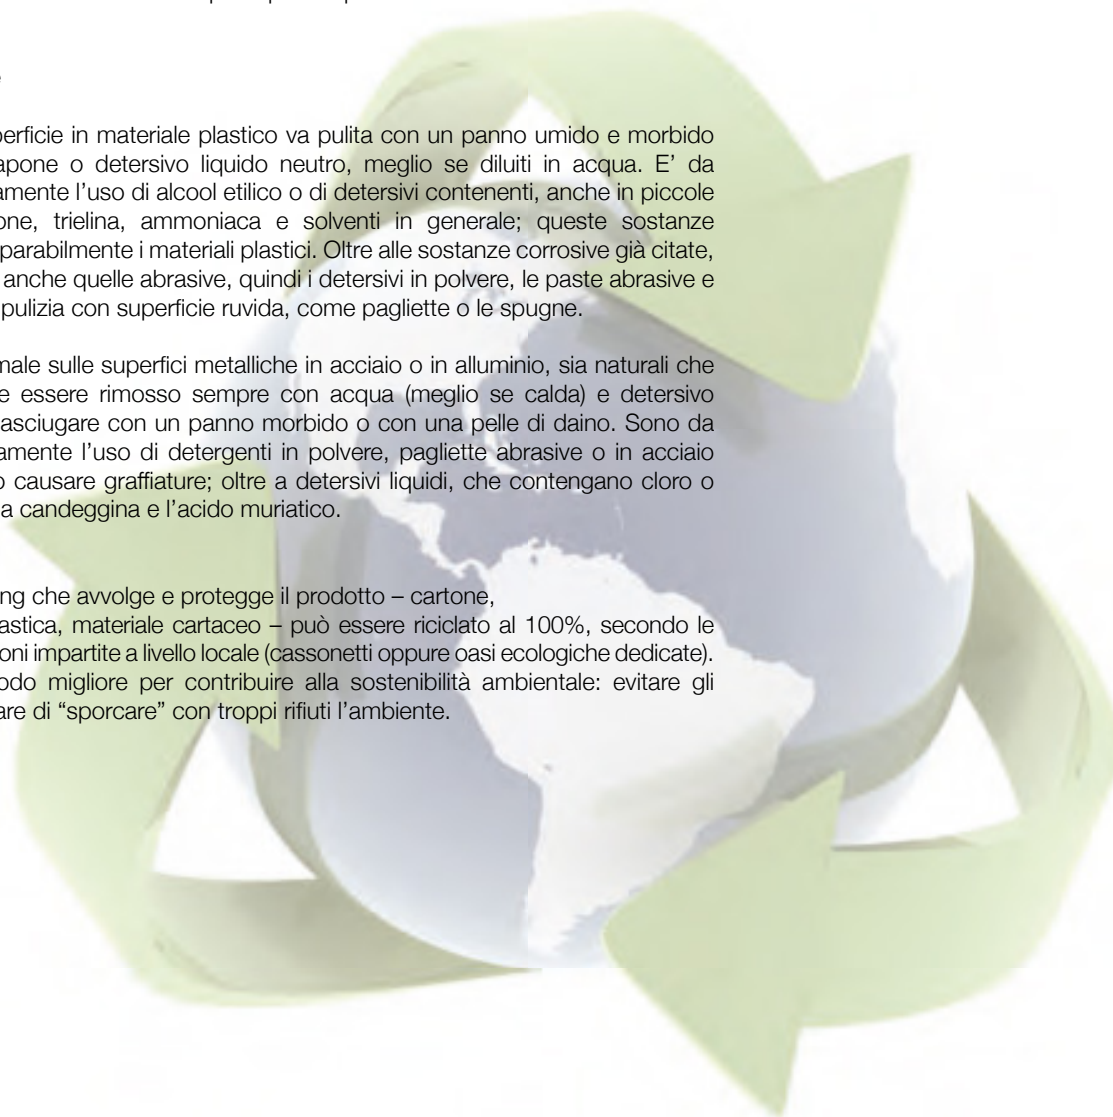 erficie in materiale plastico va pulita con un panno umido e morbido
apone o detersivo liquido neutro, meglio se diluiti in acqua. E’ da
amente l’uso di alcool etilico o di detersivi contenenti, anche in piccole
one, trielina, ammoniaca e solventi in generale; queste sostanze
parabilmente i materiali plastici. Oltre alle sostanze corrosive già citate,
anche quelle abrasive, quindi i detersivi in polvere, le paste abrasive e
pulizia con superficie ruvida, come pagliette o le spugne.
male sulle superfici metalliche in acciaio o in alluminio, sia naturali che
e essere rimosso sempre con acqua (meglio se calda) e detersivo
asciugare con un panno morbido o con una pelle di daino. Sono da
amente l’uso di detergenti in polvere, pagliette abrasive o in acciaio
o causare graffiature; oltre a detersivi liquidi, che contengano cloro o
a candeggina e l’acido muriatico.
ng che avvolge e protegge il prodotto – cartone,
astica, materiale cartaceo – può essere riciclato al 100%, secondo le
oni impartite a livello locale (cassonetti oppure oasi ecologiche dedicate).
odo migliore per contribuire alla sostenibilità ambientale: evitare gli
are di “sporcare” con troppi rifiuti l’ambiente.